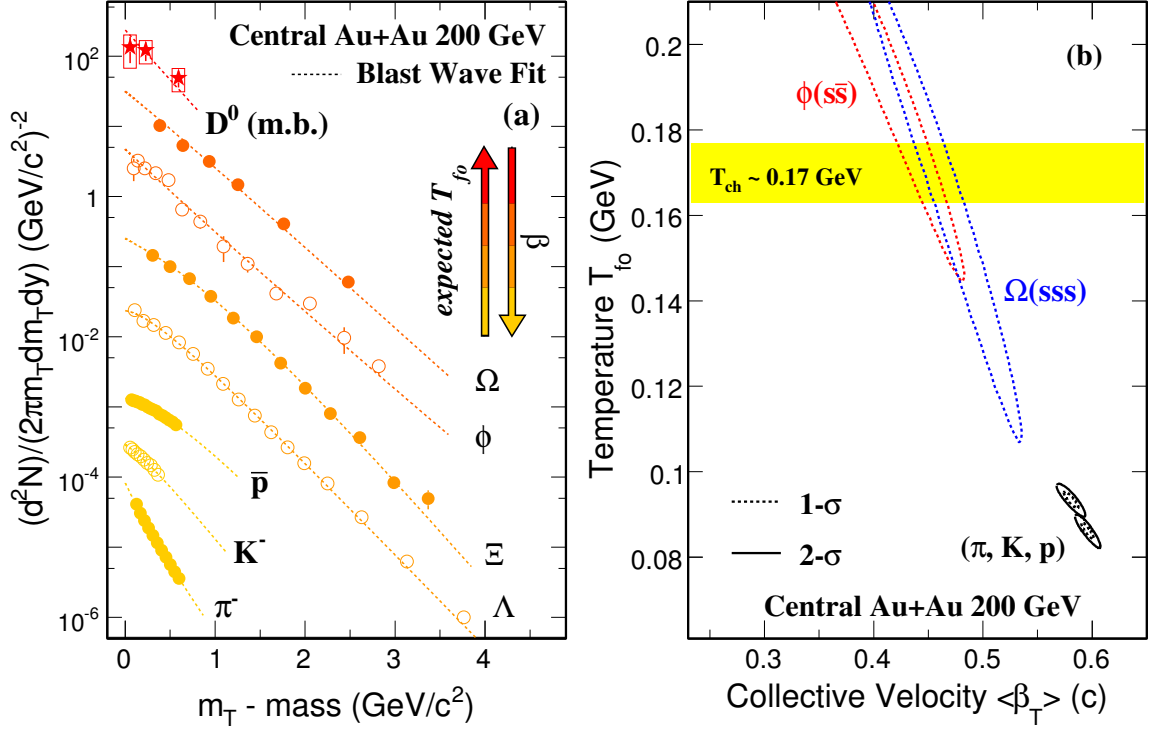 Central Au+Au 200 GeV
Blast Wave Fit
(a)
D⁰ (m.b.)
expected T_fo
β
Ω
φ
Ξ
Λ
p̅
K⁻
π⁻
10²
1
10⁻²
10⁻⁴
10⁻⁶
(d²N)/(2πm_T dm_T dy) (GeV/c²)⁻²
0 1 2 3 4
m_T - mass (GeV/c²)
(b)
φ(ss̅)
T_ch ~ 0.17 GeV
Ω(sss)
1-σ
2-σ
(π, K, p)
Central Au+Au 200 GeV
0.2
0.18
0.16
0.14
0.12
0.1
0.08
Temperature T_fo (GeV)
0.3 0.4 0.5 0.6
Collective Velocity <β_T> (c)